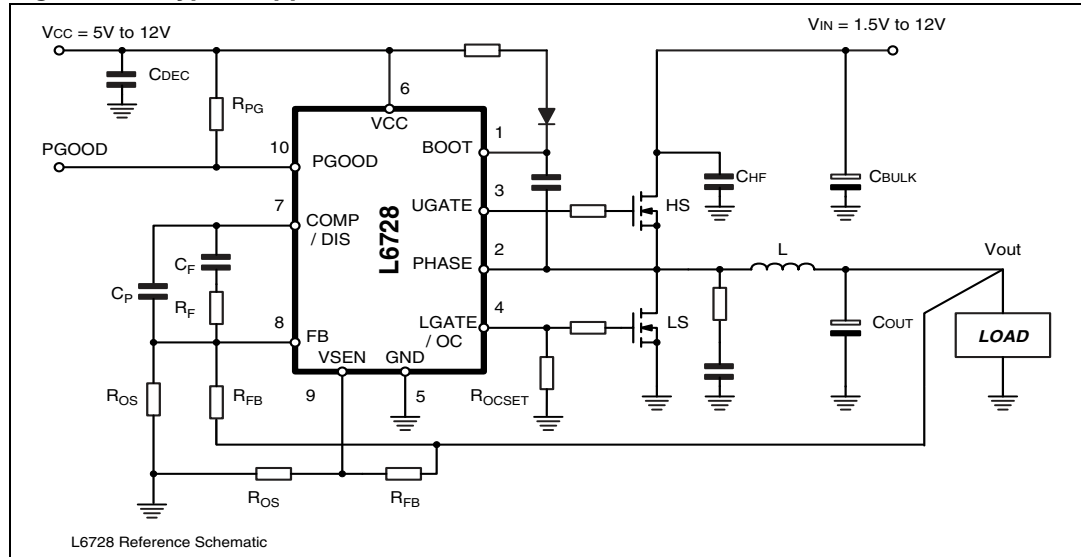 VCC = 5V to 12V
VIN = 1.5V to 12V
CDEC
6
RPG
VCC
1
BOOT
PGOOD
10
PGOOD
CHF
CBULK
3
UGATE
HS
7
COMP
/ DIS
L6728
2
PHASE
L
Vout
CF
CP
RF
4
LGATE
/ OC
LS
8
FB
COUT
LOAD
VSEN
GND
ROS
RFB
9
5
ROCSET
ROS
RFB
L6728 Reference Schematic